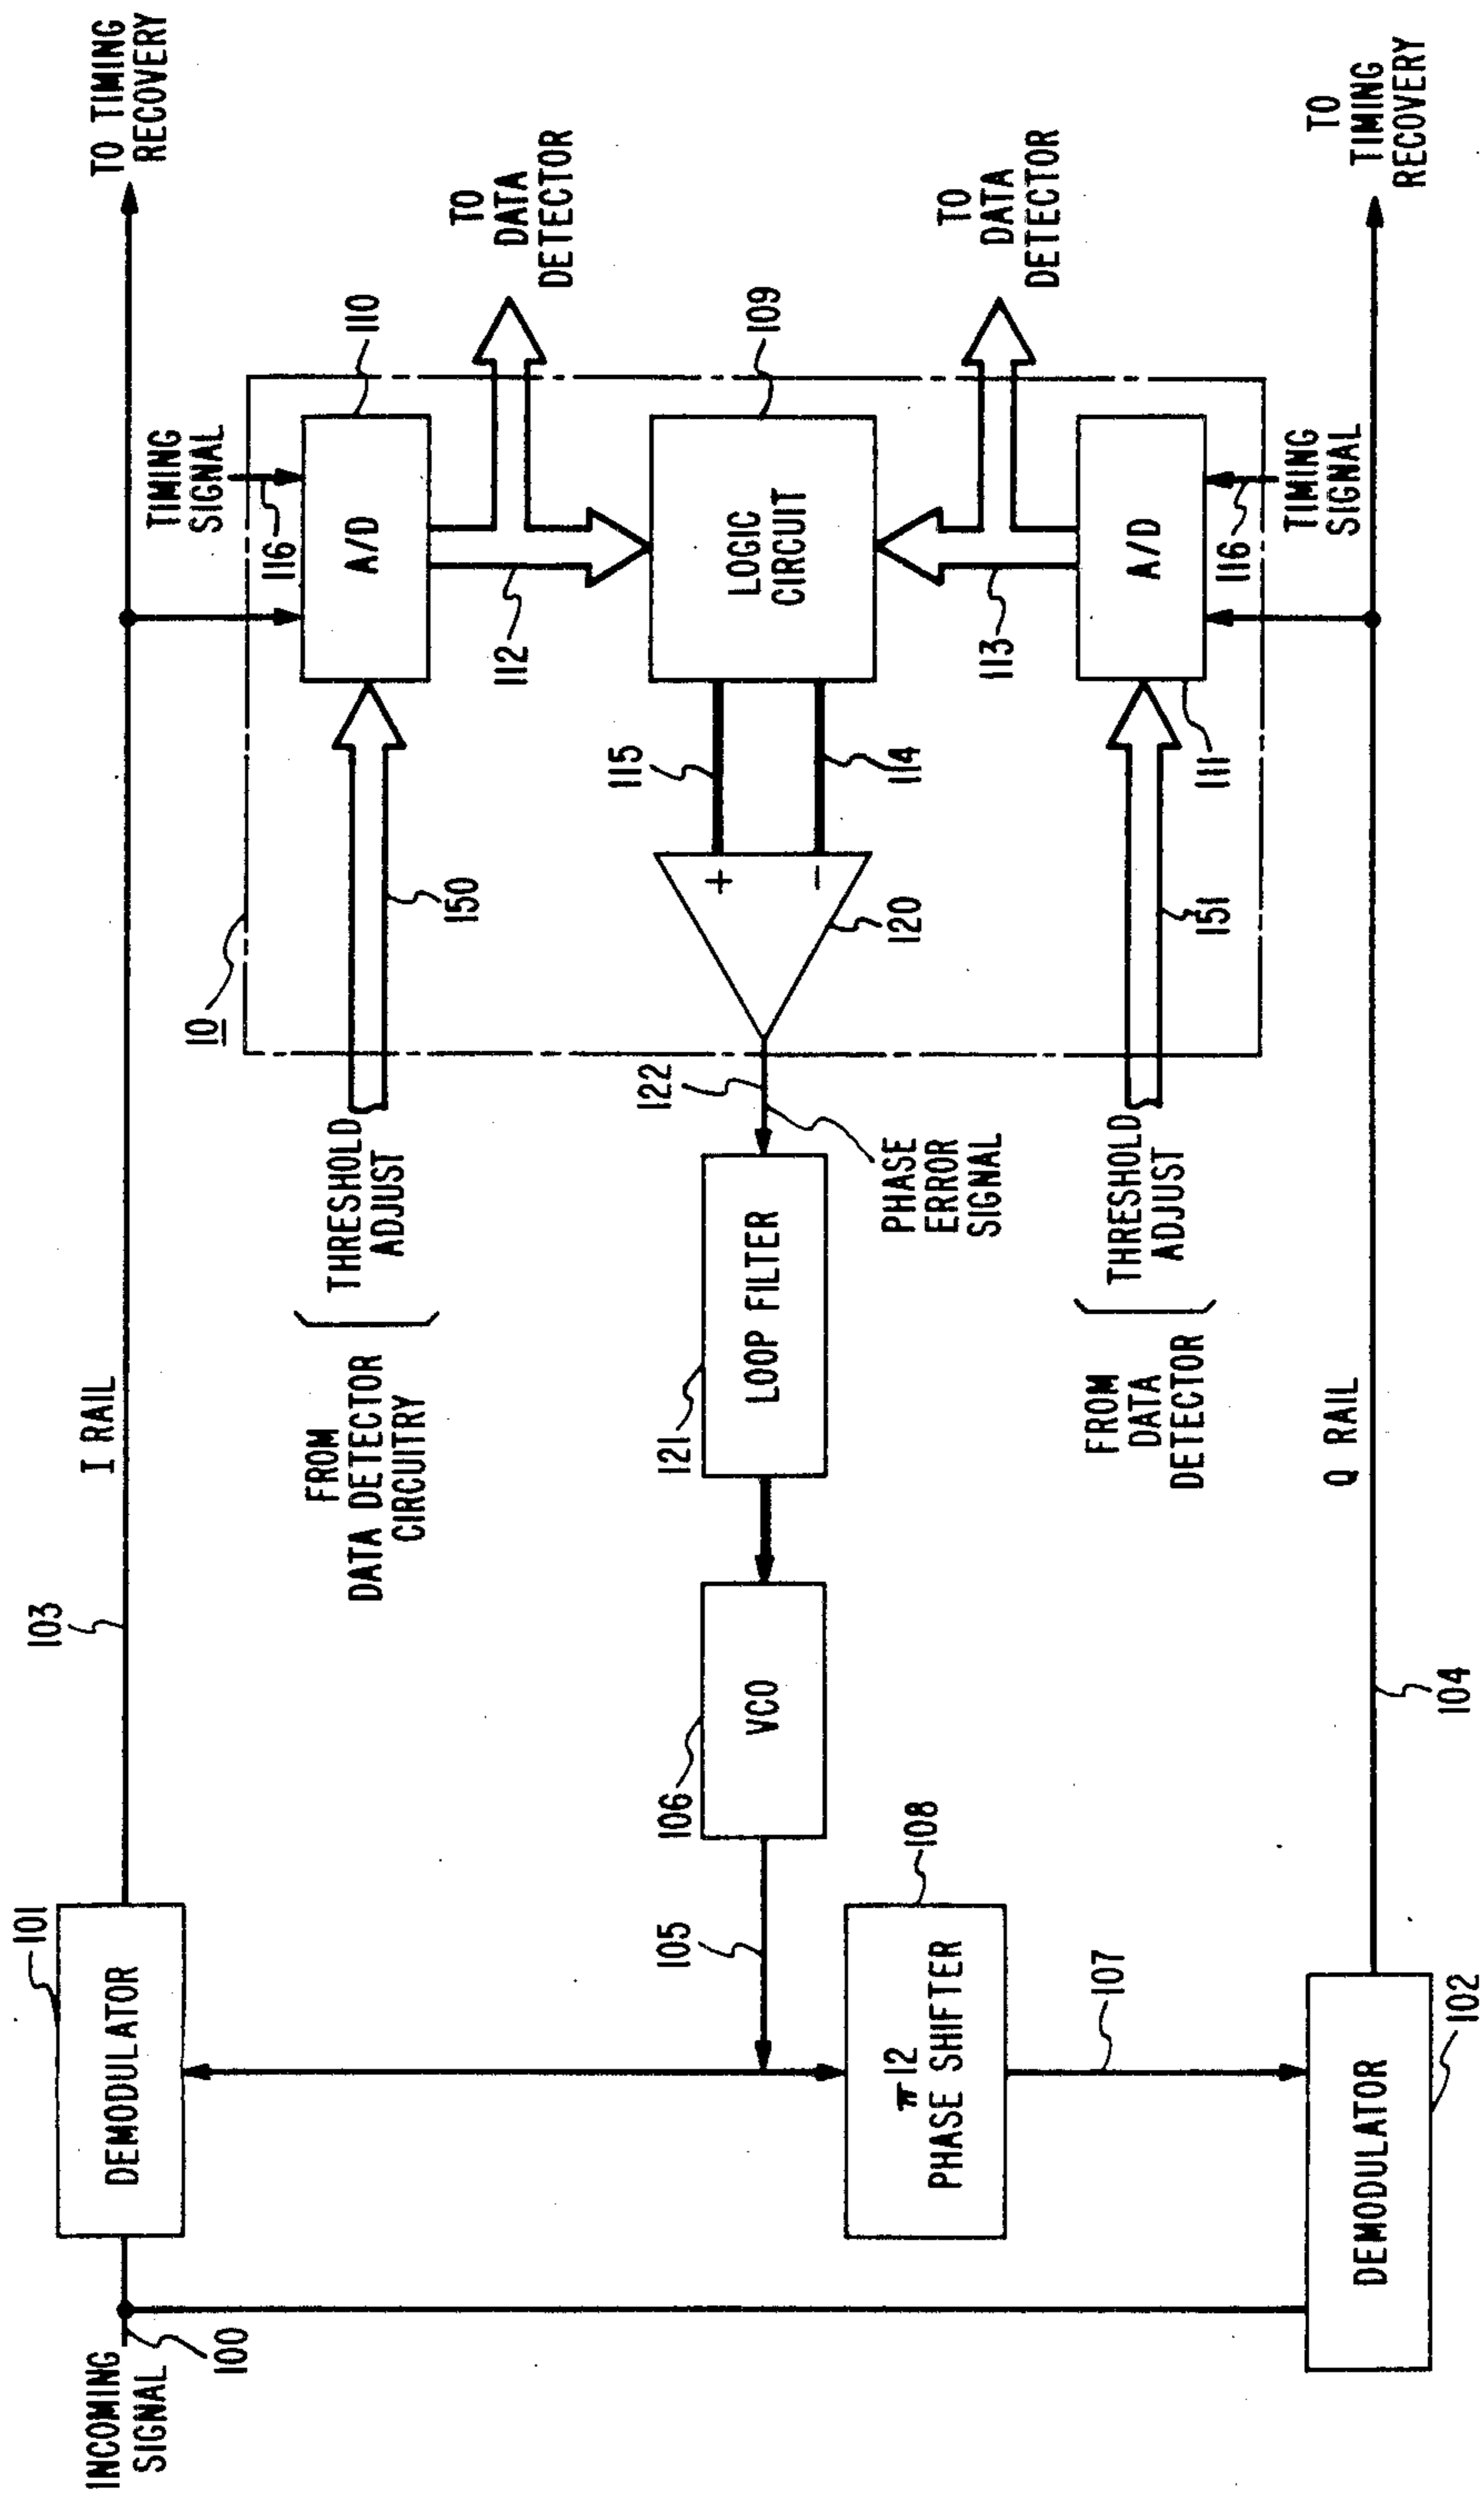 INCOMING
SIGNAL
100
101
DEMODULATOR
103
I RAIL
TO TIMING
RECOVERY
TIMING
SIGNAL
116
10
110
A/D
FROM
DATA DETECTOR
CIRCUITRY
THRESHOLD
ADJUST
150
112
TO
DATA
DETECTOR
105
106
VCO
121
LOOP FILTER
122
PHASE
ERROR
SIGNAL
+
−
120
115
114
LOGIC
CIRCUIT
109
108
π12
PHASE SHIFTER
107
113
TO
DATA
DETECTOR
FROM
DATA
DETECTOR
THRESHOLD
ADJUST
151
111
A/D
116
TIMING
SIGNAL
DEMODULATOR
102
104
Q RAIL
TO
TIMING
RECOVERY